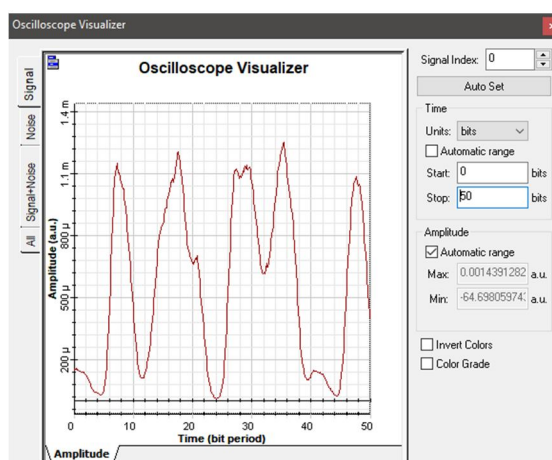 Oscilloscope Visualizer
Signal Index: 0
Auto Set
Time
Units: bits
Automatic range
Start: 0 bits
Stop: 50 bits
Amplitude
Automatic range
Max: 0.0014391282 a.u.
Min: a.u.
Invert Colors
Color Grade
Signal
Noise
Signal+Noise
All
Oscilloscope Visualizer
Amplitude (a.u.)
1.4 m
1.1 m
800 µ
500 µ
200 µ
0 10 20 30 40 50
Time (bit period)
Amplitude